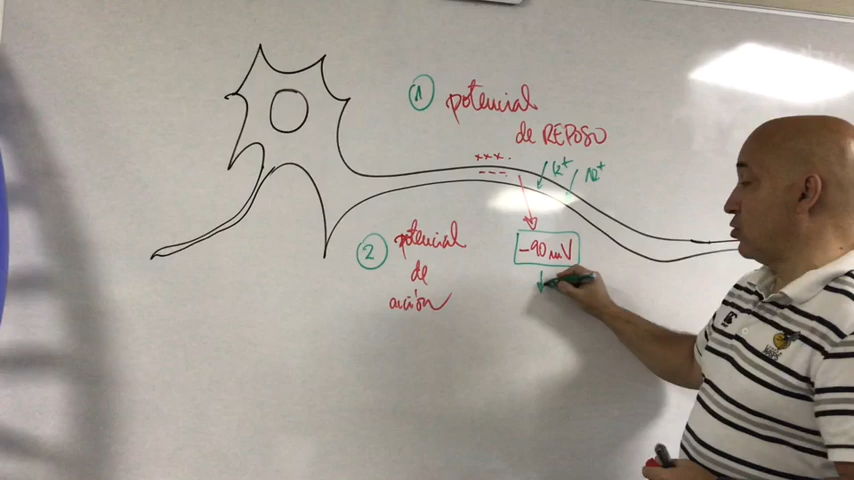 1 potencial
de REPOSO
+++
---
K+ Na+
2 potencial
de
acción
-90 mV